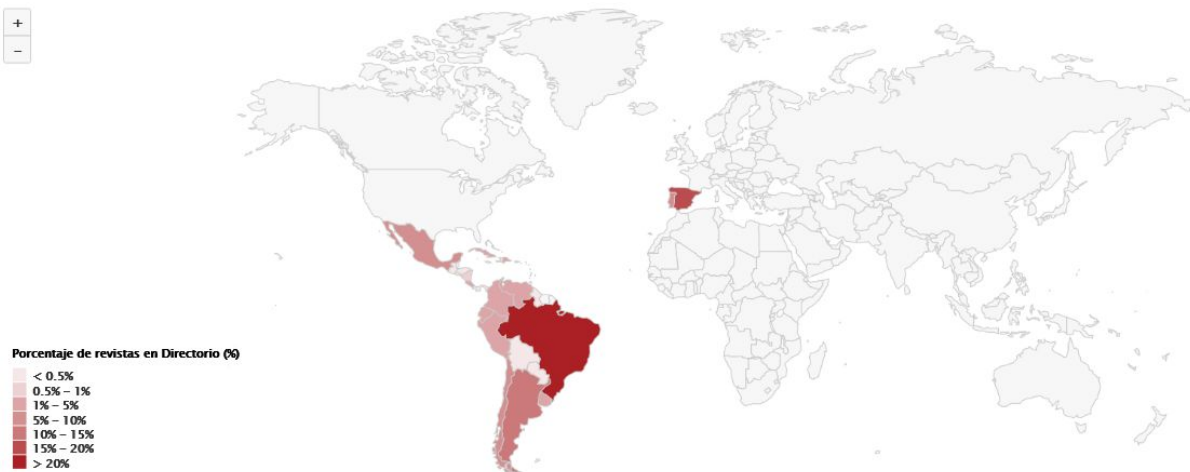 +
−
Porcentaje de revistas en Directorio (%)
< 0.5%
0.5% – 1%
1% – 5%
5% – 10%
10% – 15%
15% – 20%
> 20%